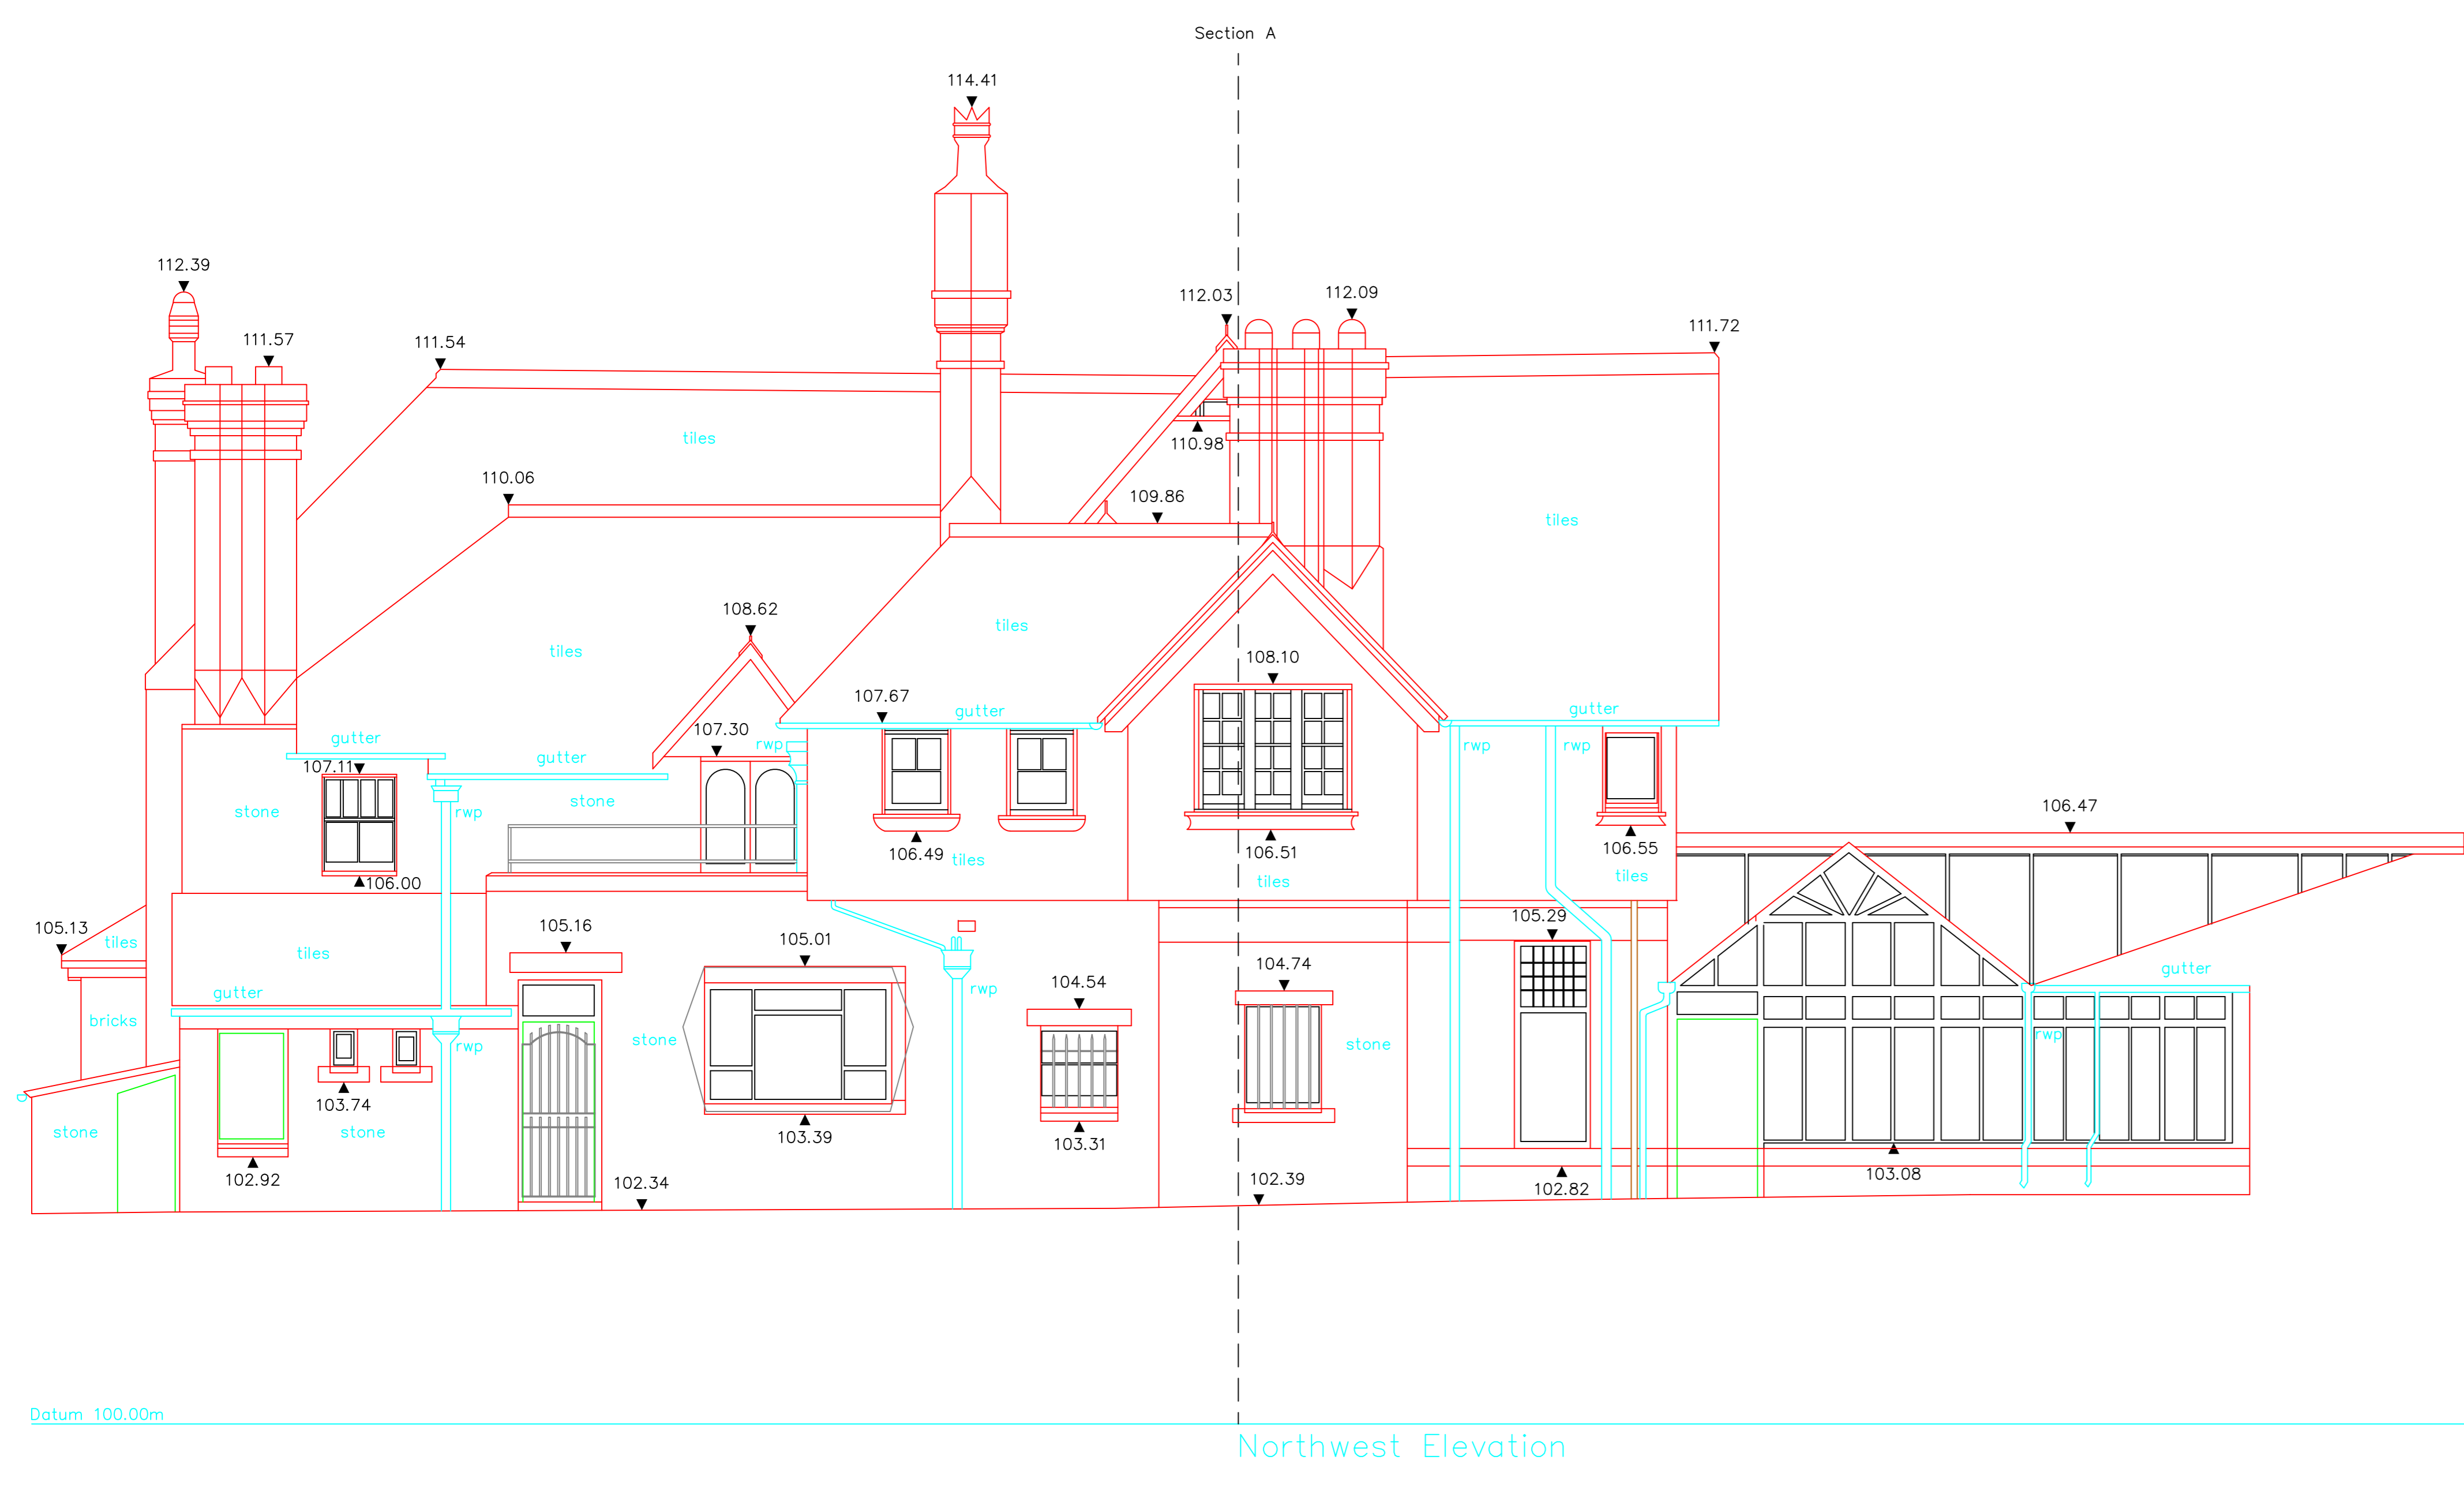 Section A
114.41
112.39
112.03
112.09
111.72
111.57
111.54
tiles
110.98
110.06
109.86
tiles
108.62
tiles
tiles
108.10
107.67
gutter
gutter
107.30
gutter
rwp
rwp
rwp
gutter
107.11
stone
stone
rwp
106.47
106.49
106.51
106.55
tiles
tiles
tiles
106.00
105.13
105.16
105.29
tiles
tiles
105.01
104.54
104.74
gutter
gutter
rwp
bricks
stone
stone
rwp
rwp
103.74
stone
stone
103.39
103.31
102.92
102.34
102.39
102.82
103.08
Datum 100.00m
Northwest Elevation